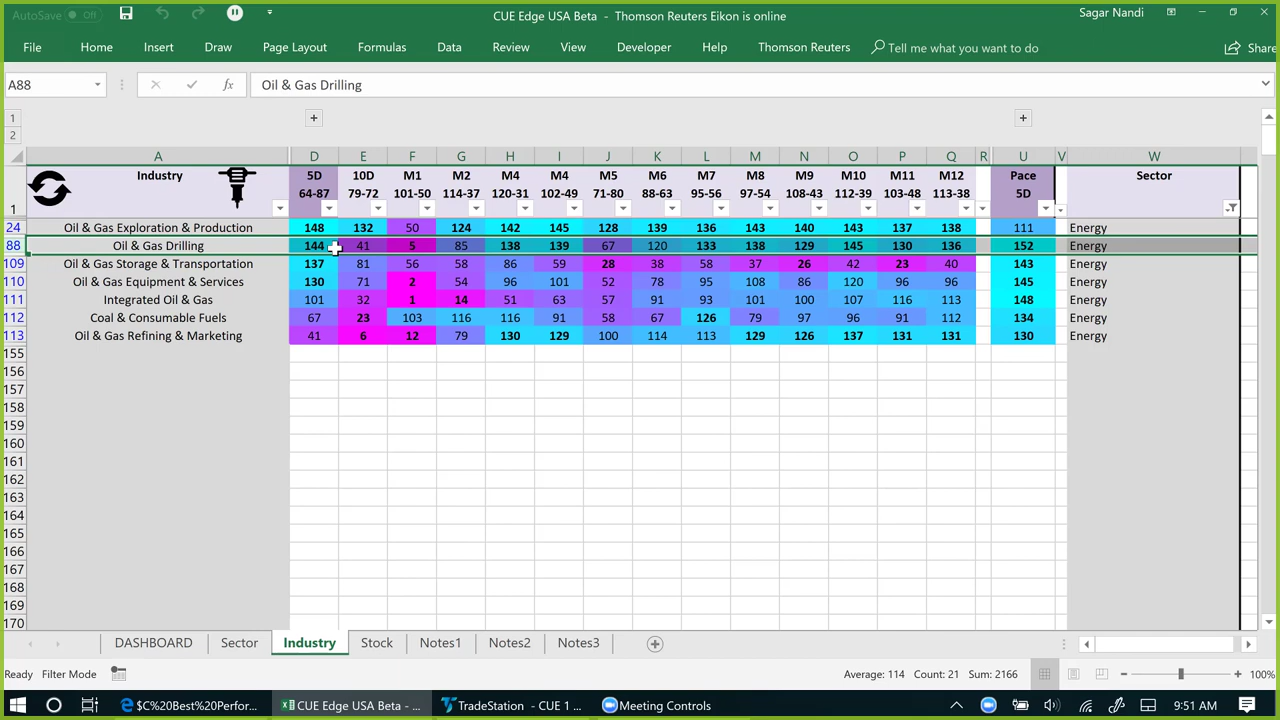 AutoSave Off
CUE Edge USA Beta - Thomson Reuters Eikon is online
Sagar Nandi
File Home Insert Draw Page Layout Formulas Data Review View Developer Help Thomson Reuters Tell me what you want to do Share
A88 fx Oil & Gas Drilling
1
2
A D E F G H I J K L M N O P Q R U V W
Industry 5D 10D M1 M2 M4 M4 M5 M6 M7 M8 M9 M10 M11 M12 Pace Sector
64-87 79-72 101-50 114-37 120-31 102-49 71-80 88-63 95-56 97-54 108-43 112-39 103-48 113-38 5D
1
24 Oil & Gas Exploration & Production 148 132 50 124 142 145 128 139 136 143 140 143 137 138 111 Energy
88 Oil & Gas Drilling 144 41 5 85 138 139 67 120 133 138 129 145 130 136 152 Energy
109 Oil & Gas Storage & Transportation 137 81 56 58 86 59 28 38 58 37 26 42 23 40 143 Energy
110 Oil & Gas Equipment & Services 130 71 2 54 96 101 52 78 95 108 86 120 96 96 145 Energy
111 Integrated Oil & Gas 101 32 1 14 51 63 57 91 93 101 100 107 116 113 148 Energy
112 Coal & Consumable Fuels 67 23 103 116 116 91 58 67 126 79 97 96 91 112 134 Energy
113 Oil & Gas Refining & Marketing 41 6 12 79 130 129 100 114 113 129 126 137 131 131 130 Energy
155
156
157
158
159
160
161
162
163
164
165
166
167
168
169
170
DASHBOARD Sector Industry Stock Notes1 Notes2 Notes3
Ready Filter Mode Average: 114 Count: 21 Sum: 2166 100%
$C%20Best%20Perfor... CUE Edge USA Beta - ... TradeStation - CUE 1 ... Meeting Controls 9:51 AM